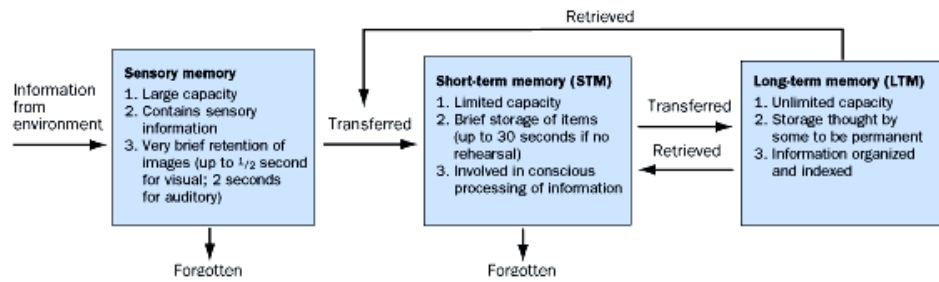 Retrieved
Information
from
environment
Sensory memory
1. Large capacity
2. Contains sensory
information
3. Very brief retention of
images (up to 1/2 second
for visual; 2 seconds
for auditory)
Forgotten
Transferred
Short-term memory (STM)
1. Limited capacity
2. Brief storage of items
(up to 30 seconds if no
rehearsal)
3. Involved in conscious
processing of information
Forgotten
Transferred
Retrieved
Long-term memory (LTM)
1. Unlimited capacity
2. Storage thought by
some to be permanent
3. Information organized
and indexed